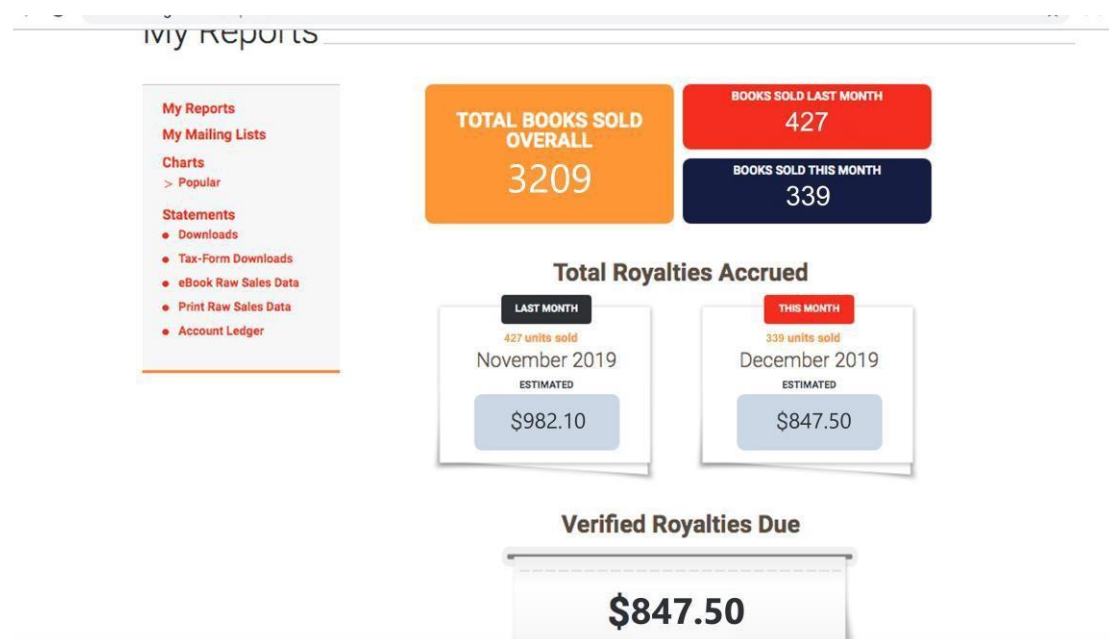 My Reports
My Reports
My Mailing Lists
Charts
> Popular
Statements
• Downloads
• Tax-Form Downloads
• eBook Raw Sales Data
• Print Raw Sales Data
• Account Ledger
TOTAL BOOKS SOLD
OVERALL
3209
BOOKS SOLD LAST MONTH
427
BOOKS SOLD THIS MONTH
339
Total Royalties Accrued
LAST MONTH
427 units sold
November 2019
ESTIMATED
$982.10
THIS MONTH
339 units sold
December 2019
ESTIMATED
$847.50
Verified Royalties Due
$847.50